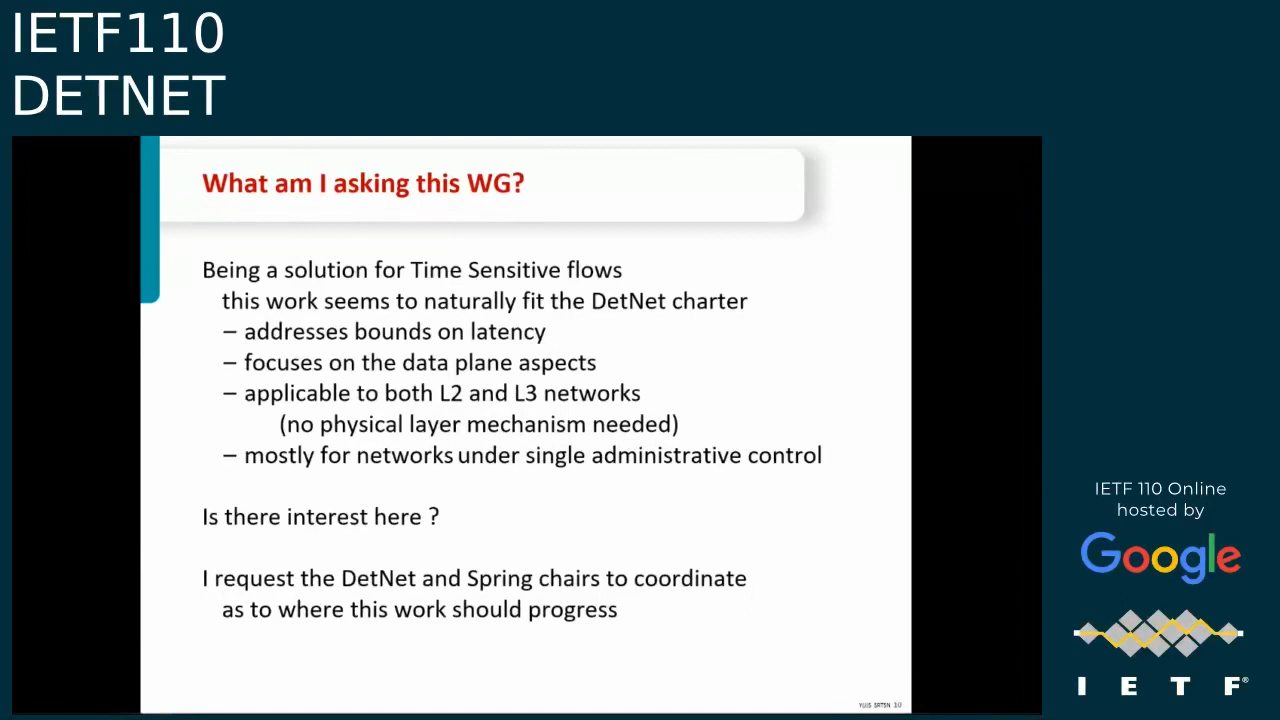 IETF110
DETNET
What am I asking this WG?
Being a solution for Time Sensitive flows
this work seems to naturally fit the DetNet charter
– addresses bounds on latency
– focuses on the data plane aspects
– applicable to both L2 and L3 networks
(no physical layer mechanism needed)
– mostly for networks under single administrative control
Is there interest here ?
I request the DetNet and Spring chairs to coordinate
as to where this work should progress
Y(J)S SRTSN 10
IETF 110 Online
hosted by
Google
I E T F®